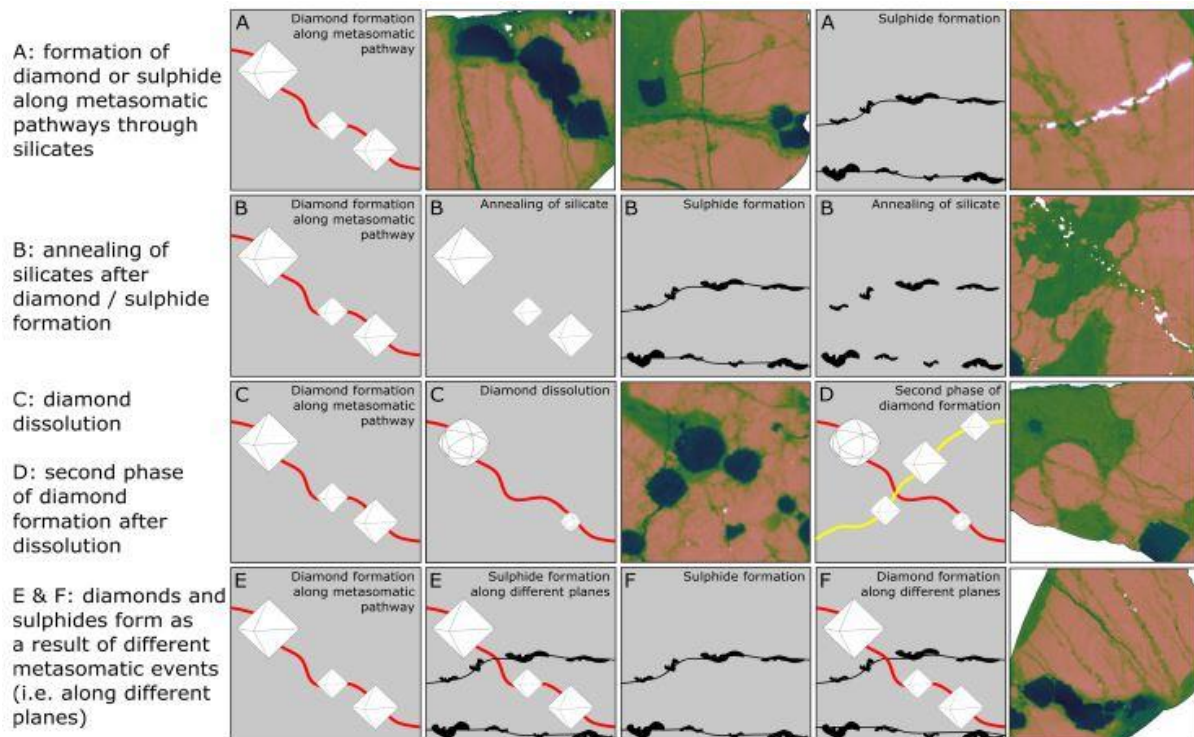 A: formation of
diamond or sulphide
along metasomatic
pathways through
silicates
A
Diamond formation
along metasomatic
pathway
A
Sulphide formation
B: annealing of
silicates after
diamond / sulphide
formation
B
Diamond formation
along metasomatic
pathway
B
Annealing of silicate
B
Sulphide formation
B
Annealing of silicate
C: diamond
dissolution
D: second phase
of diamond
formation after
dissolution
C
Diamond formation
along metasomatic
pathway
C
Diamond dissolution
D
Second phase of
diamond formation
E & F: diamonds and
sulphides form as
a result of different
metasomatic events
(i.e. along different
planes)
E
Diamond formation
along metasomatic
pathway
E
Sulphide formation
along different planes
F
Sulphide formation
F
Diamond formation
along different planes